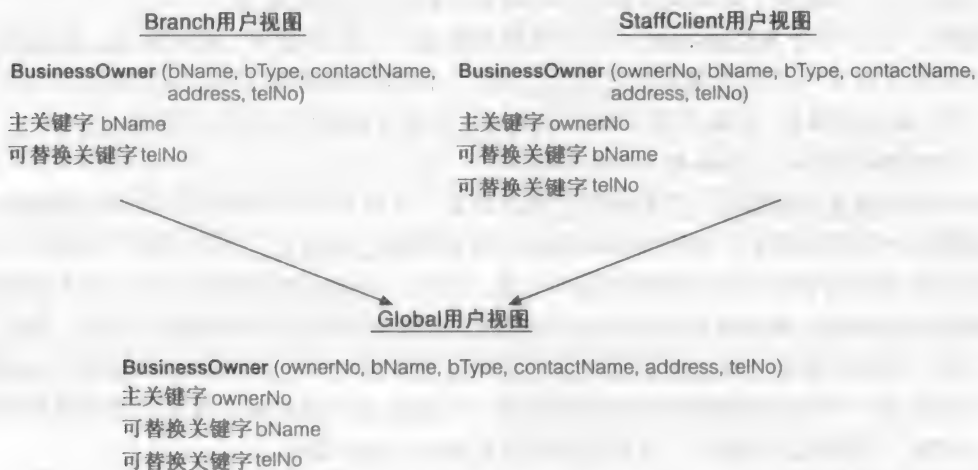 Branch用户视图
BusinessOwner (bName, bType, contactName,
address, telNo)
主关键字 bName
可替换关键字 telNo
StaffClient用户视图
BusinessOwner (ownerNo, bName, bType, contactName,
address, telNo)
主关键字 ownerNo
可替换关键字 bName
可替换关键字 telNo
Global用户视图
BusinessOwner (ownerNo, bName, bType, contactName, address, telNo)
主关键字 ownerNo
可替换关键字 bName
可替换关键字 telNo